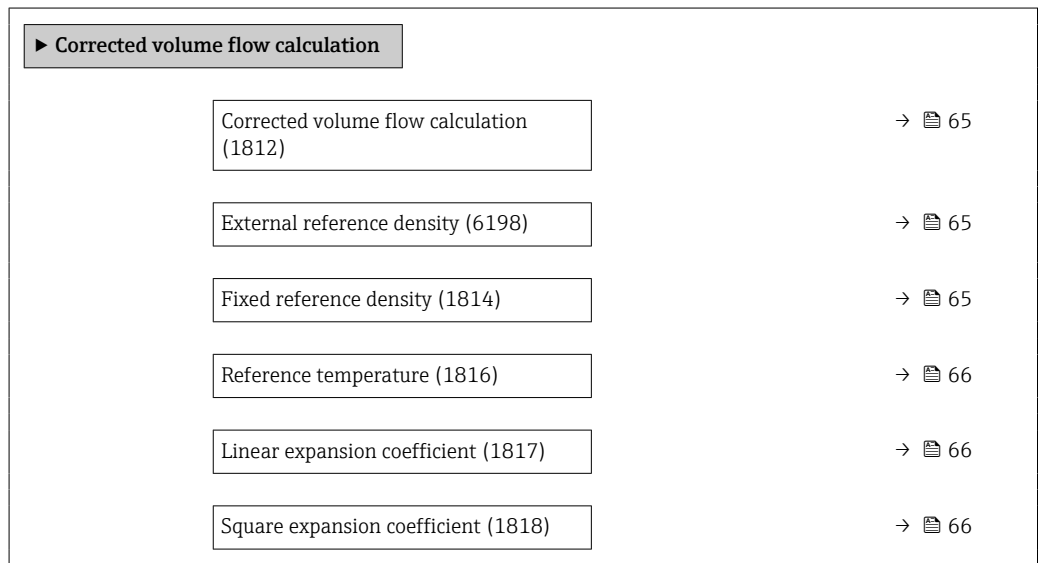 ▶ Corrected volume flow calculation
Corrected volume flow calculation → 65
(1812)
External reference density (6198) → 65
Fixed reference density (1814) → 65
Reference temperature (1816) → 66
Linear expansion coefficient (1817) → 66
Square expansion coefficient (1818) → 66